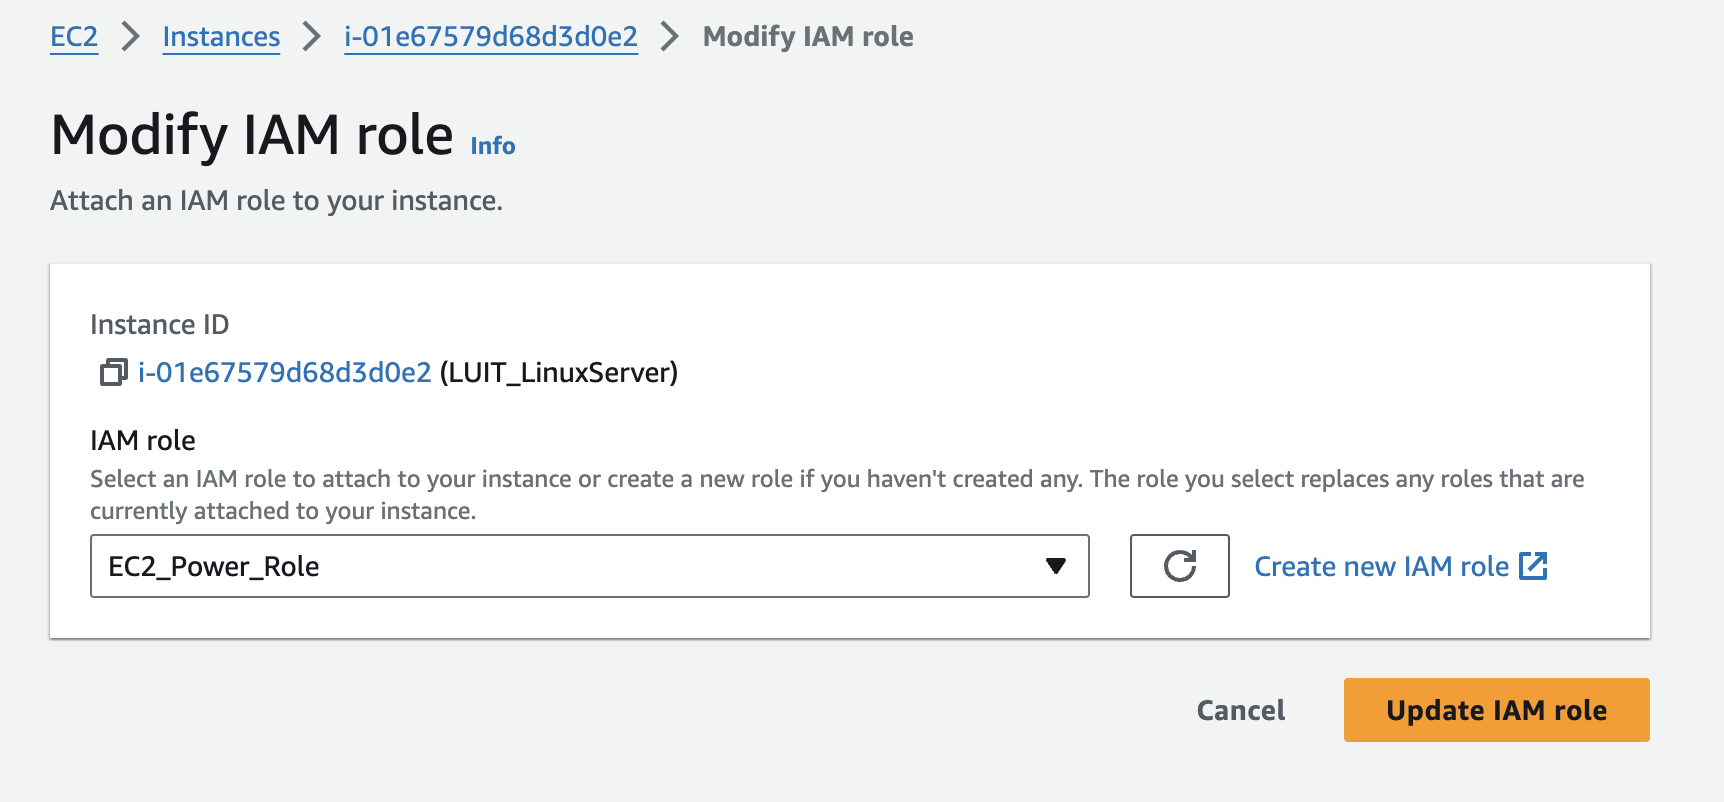 EC2 Instances i-01e67579d68d3d0e2 Modify IAM role
Modify IAM role Info
Attach an IAM role to your instance.
Instance ID
i-01e67579d68d3d0e2 (LUIT_LinuxServer)
IAM role
Select an IAM role to attach to your instance or create a new role if you haven't created any. The role you select replaces any roles that are
currently attached to your instance.
EC2_Power_Role Create new IAM role
Cancel Update IAM role